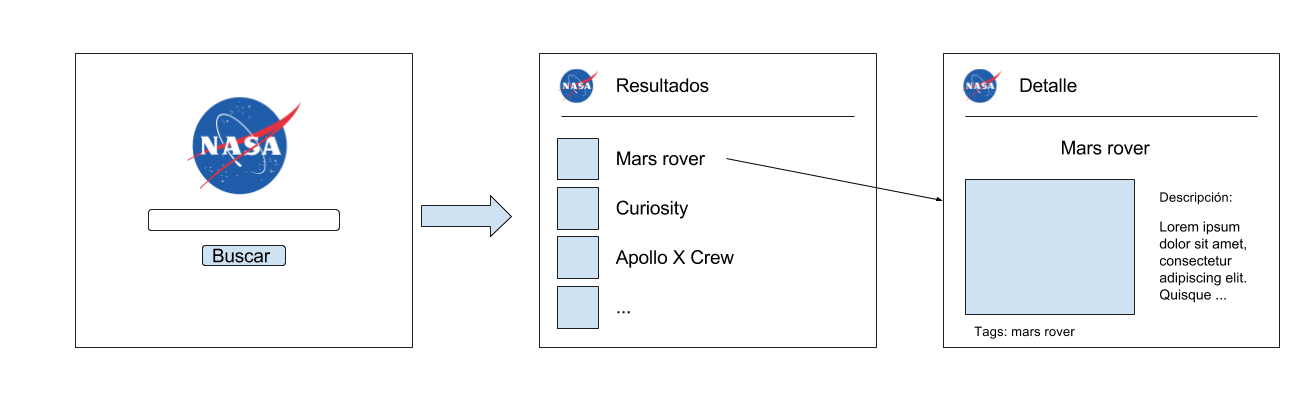 NASA
Buscar
NASA
Resultados
Mars rover
Curiosity
Apollo X Crew
...
NASA
Detalle
Mars rover
Descripción:
Lorem ipsum
dolor sit amet,
consectetur
adipiscing elit.
Quisque ...
Tags: mars rover